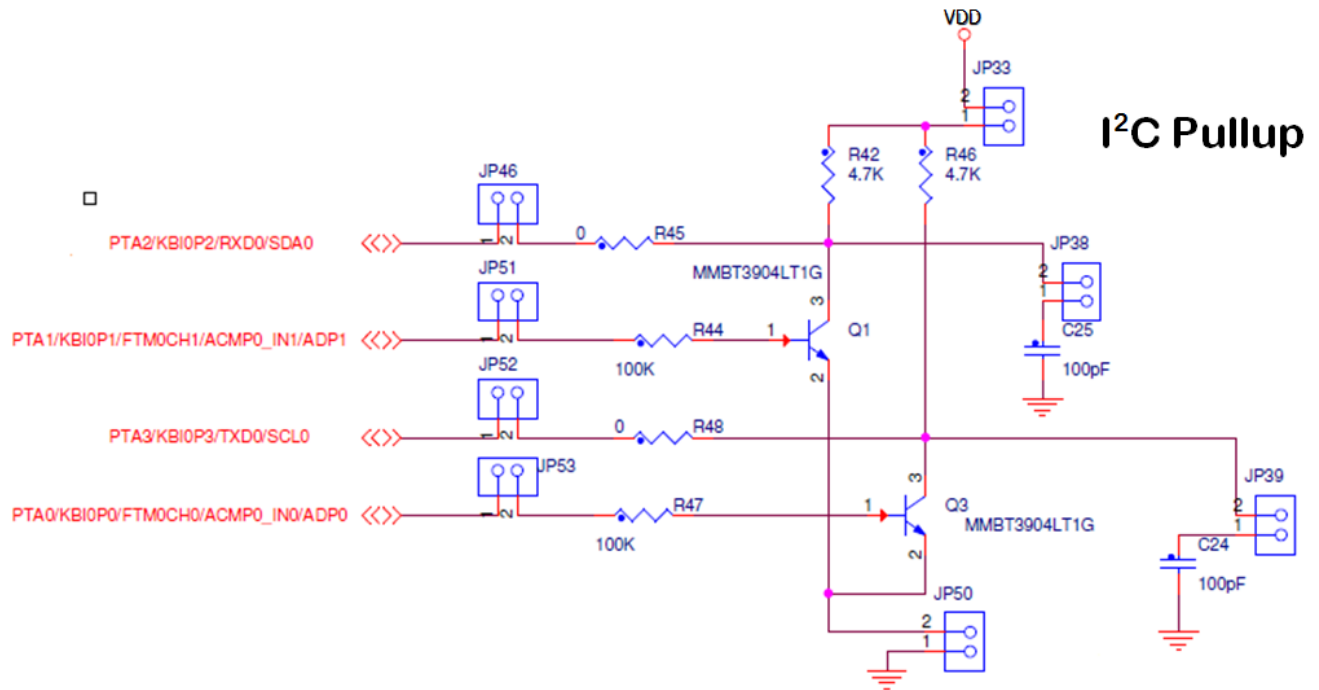 VDD
JP33
2
1
I²C Pullup
R42
4.7K
R46
4.7K
JP46
1
2
PTA2/KBI0P2/RXD0/SDA0
0
R45
JP38
2
1
JP51
MMBT3904LT1G
3
1
2
PTA1/KBI0P1/FTM0CH1/ACMP0_IN1/ADP1
R44
100K
1
Q1
2
C25
100pF
JP52
1
2
PTA3/KBI0P3/TXD0/SCL0
0
R48
JP53
1
2
PTA0/KBI0P0/FTM0CH0/ACMP0_IN0/ADP0
R47
100K
3
1
Q3
MMBT3904LT1G
2
JP39
2
1
C24
100pF
JP50
2
1